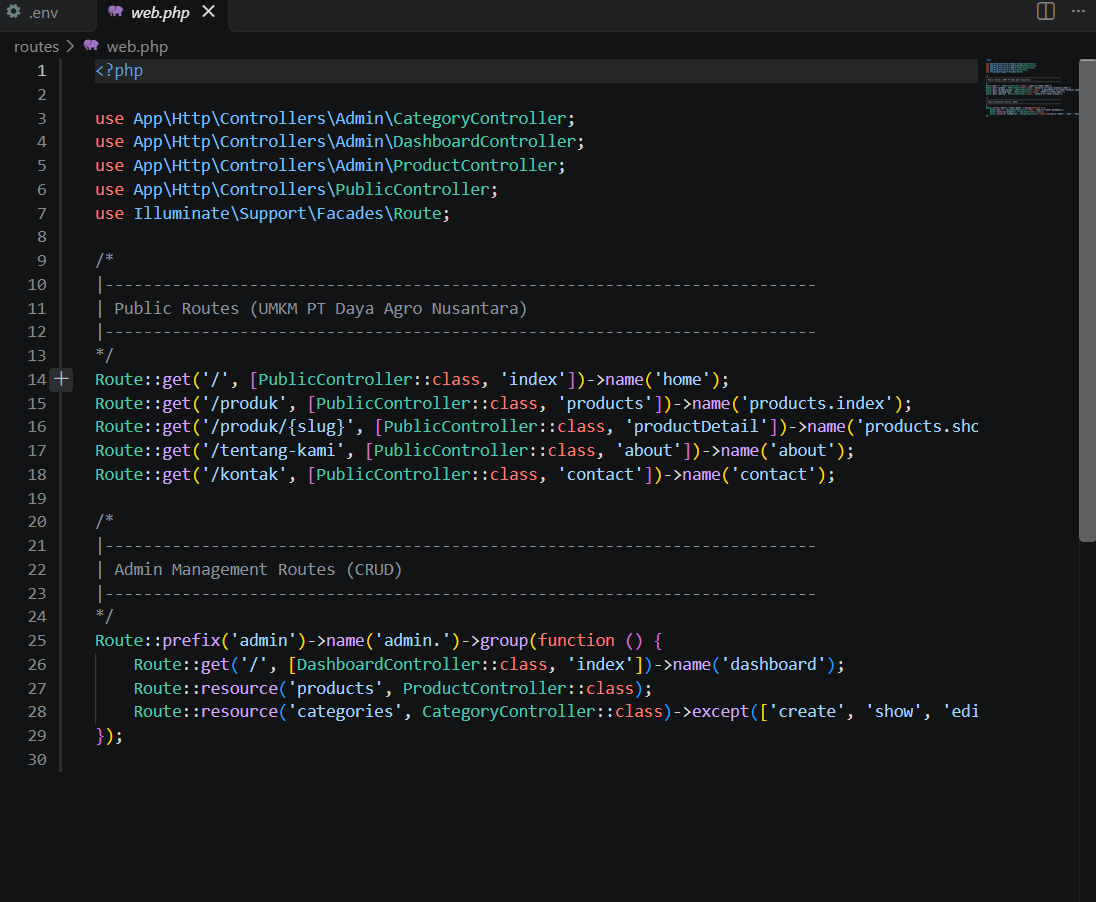 .env
web.php
routes > web.php
1 <?php
2
3 use App\Http\Controllers\Admin\CategoryController;
4 use App\Http\Controllers\Admin\DashboardController;
5 use App\Http\Controllers\Admin\ProductController;
6 use App\Http\Controllers\PublicController;
7 use Illuminate\Support\Facades\Route;
8
9 /*
10 |--------------------------------------------------------------------------
11 | Public Routes (UMKM PT Daya Agro Nusantara)
12 |--------------------------------------------------------------------------
13 */
14 Route::get('/', [PublicController::class, 'index'])->name('home');
15 Route::get('/produk', [PublicController::class, 'products'])->name('products.index');
16 Route::get('/produk/{slug}', [PublicController::class, 'productDetail'])->name('products.sho
17 Route::get('/tentang-kami', [PublicController::class, 'about'])->name('about');
18 Route::get('/kontak', [PublicController::class, 'contact'])->name('contact');
19
20 /*
21 |--------------------------------------------------------------------------
22 | Admin Management Routes (CRUD)
23 |--------------------------------------------------------------------------
24 */
25 Route::prefix('admin')->name('admin.')->group(function () {
26     Route::get('/', [DashboardController::class, 'index'])->name('dashboard');
27     Route::resource('products', ProductController::class);
28     Route::resource('categories', CategoryController::class)->except(['create', 'show', 'edi
29 });
30